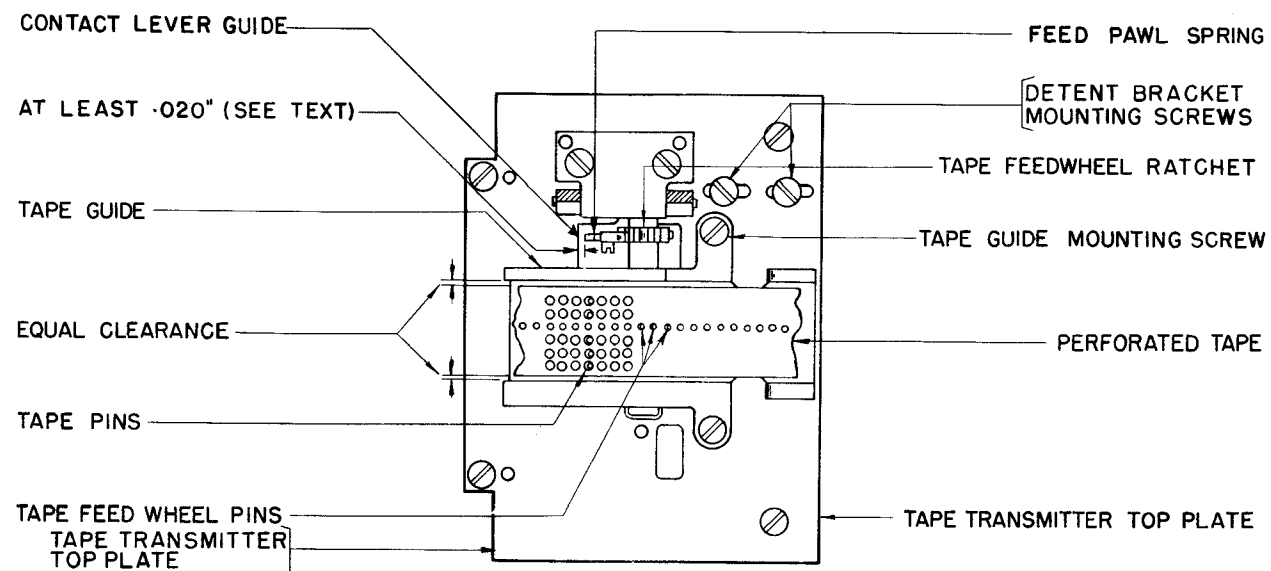 CONTACT LEVER GUIDE
AT LEAST .020" (SEE TEXT)
TAPE GUIDE
EQUAL CLEARANCE
TAPE PINS
TAPE FEED WHEEL PINS
TAPE TRANSMITTER
TOP PLATE
FEED PAWL SPRING
DETENT BRACKET
MOUNTING SCREWS
TAPE FEEDWHEEL RATCHET
TAPE GUIDE MOUNTING SCREW
PERFORATED TAPE
TAPE TRANSMITTER TOP PLATE